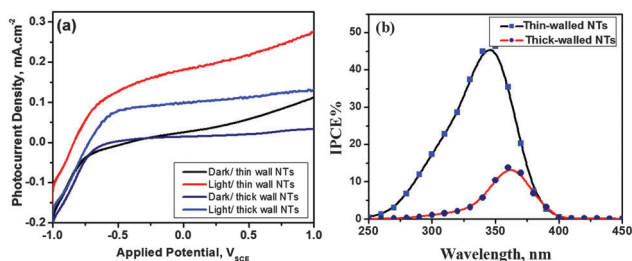 (a)
Photocurrent Density, mA.cm-2
0.3
0.2
0.1
0.0
-0.1
-0.2
Dark/ thin wall NTs
Light/ thin wall NTs
Dark/ thick wall NTs
Light/ thick wall NTs
-1.0 -0.5 0.0 0.5 1.0
Applied Potential, VSCE
(b)
Thin-walled NTs
Thick-walled NTs
IPCE%
50
40
30
20
10
0
250 300 350 400 450
Wavelength, nm